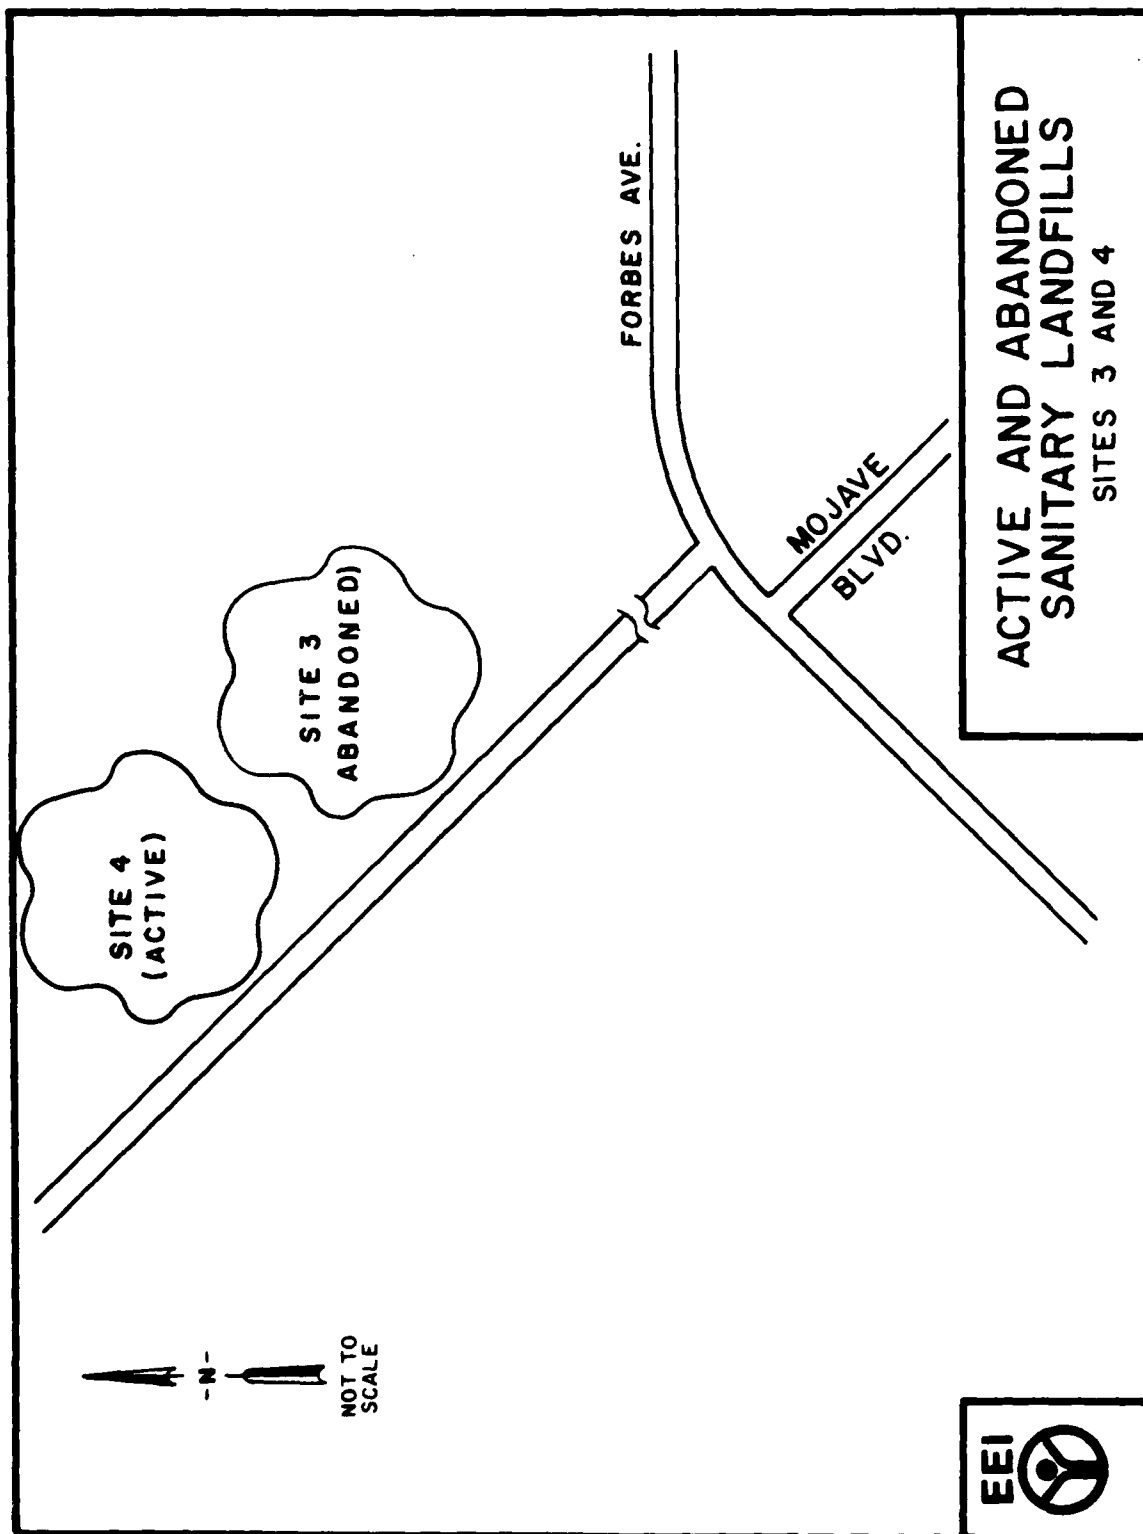 SITE 4
(ACTIVE)
SITE 3
ABANDONED)
FORBES AVE.
MOJAVE
BLVD.
-N-
NOT TO
SCALE
EEI
ACTIVE AND ABANDONED
SANITARY LANDFILLS
SITES 3 AND 4